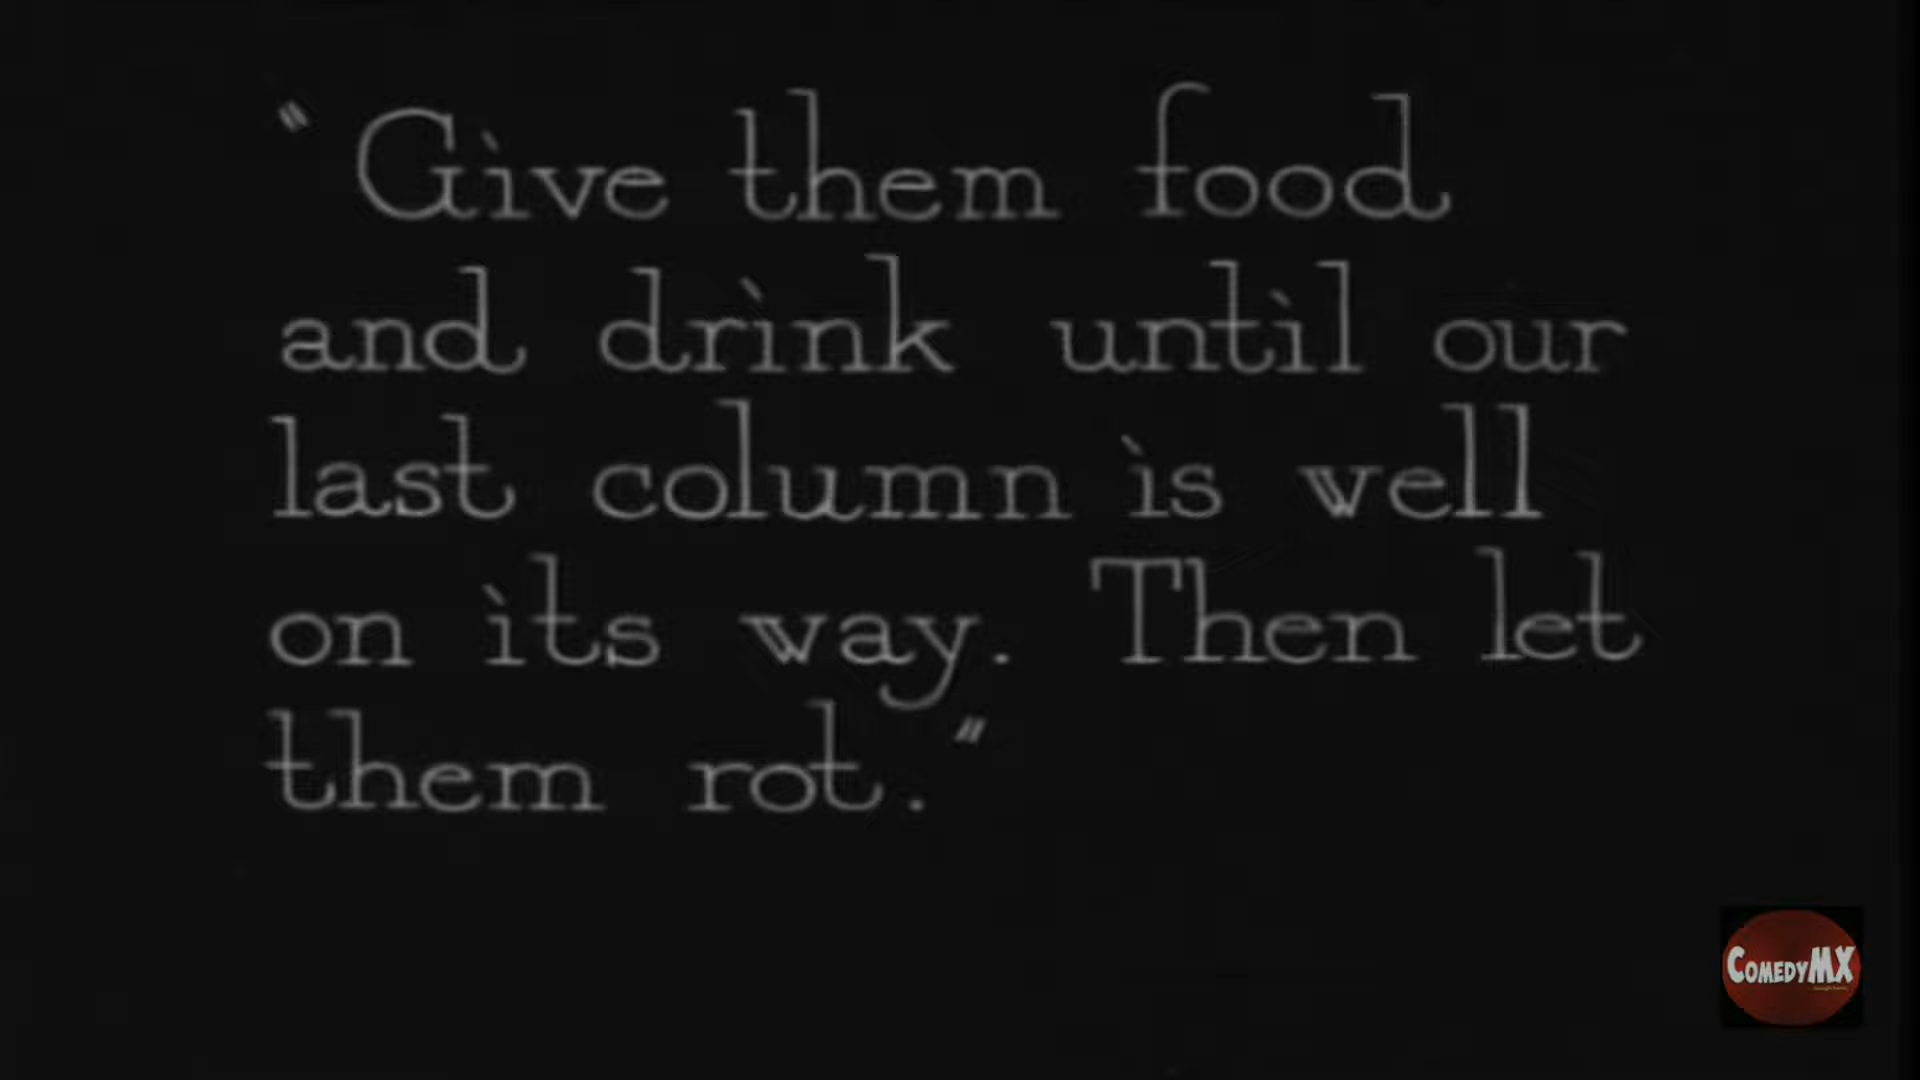 "Give them food
and drink until our
last column is well
on its way. Then let
them rot."
COMEDYMX